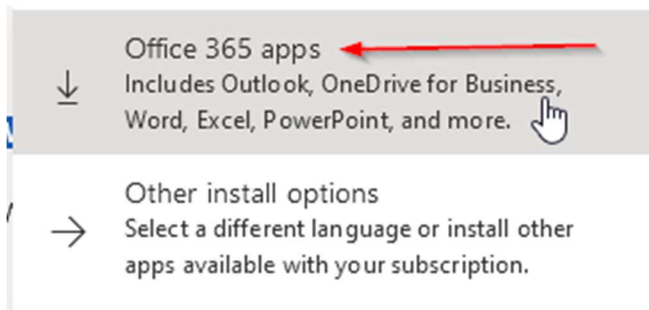 Office 365 apps
Includes Outlook, OneDrive for Business,
Word, Excel, PowerPoint, and more.
Other install options
Select a different language or install other
apps available with your subscription.